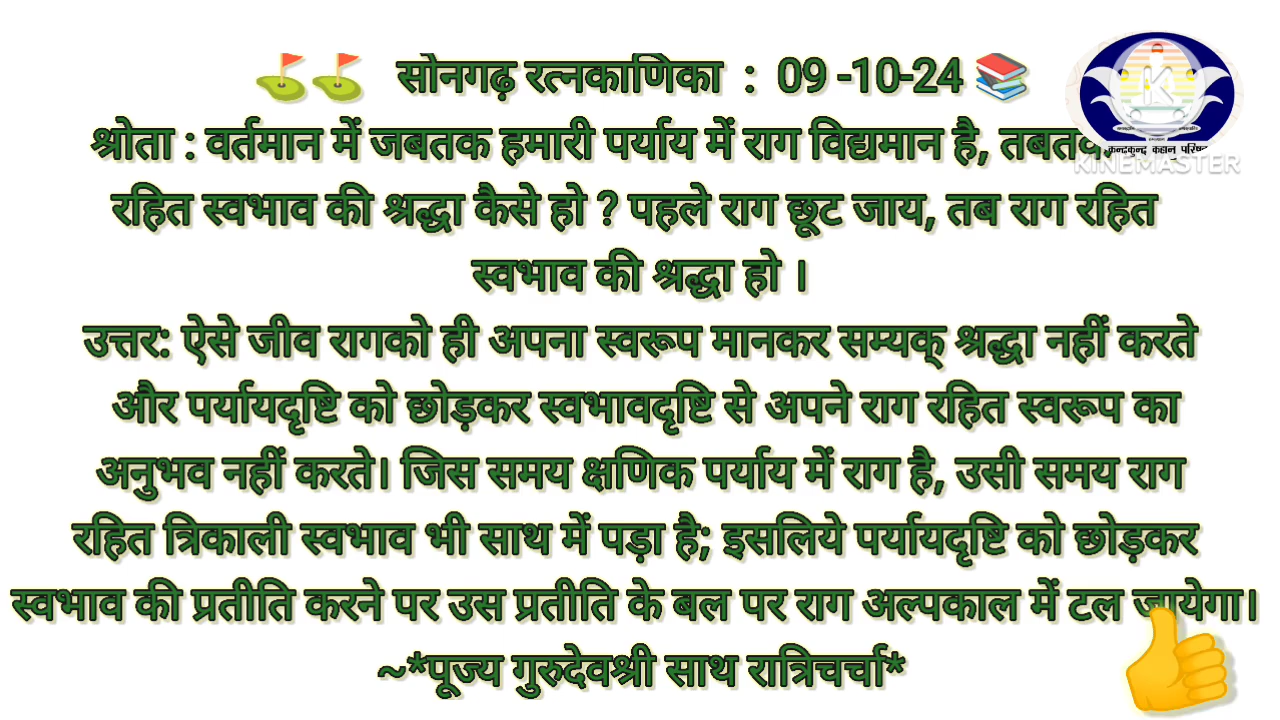 सोनगढ़ रत्नकाणिका : 09 -10-24
श्रोता : वर्तमान में जबतक हमारी पर्याय में राग विद्यमान है,
रहित स्वभाव की श्रद्धा कैसे हो ? पहले राग छूट जाय, तब राग रहित
स्वभाव की श्रद्धा हो ।
उत्तर: ऐसे जीव रागको ही अपना स्वरूप मानकर सम्यक् श्रद्धा नहीं करते
और पर्यायदृष्टि को छोड़कर स्वभावदृष्टि से अपने राग रहित स्वरूप का
अनुभव नहीं करते। जिस समय क्षणिक पर्याय में राग है, उसी समय राग
रहित त्रिकाली स्वभाव भी साथ में पड़ा है; इसलिये पर्यायदृष्टि को छोड़कर
स्वभाव की प्रतीति करने पर उस प्रतीति के बल पर राग अल्पकाल में टल जायेगा।
~*पूज्य गुरुदेवश्री साथ रात्रिचर्चा*
K
KINEMASTER